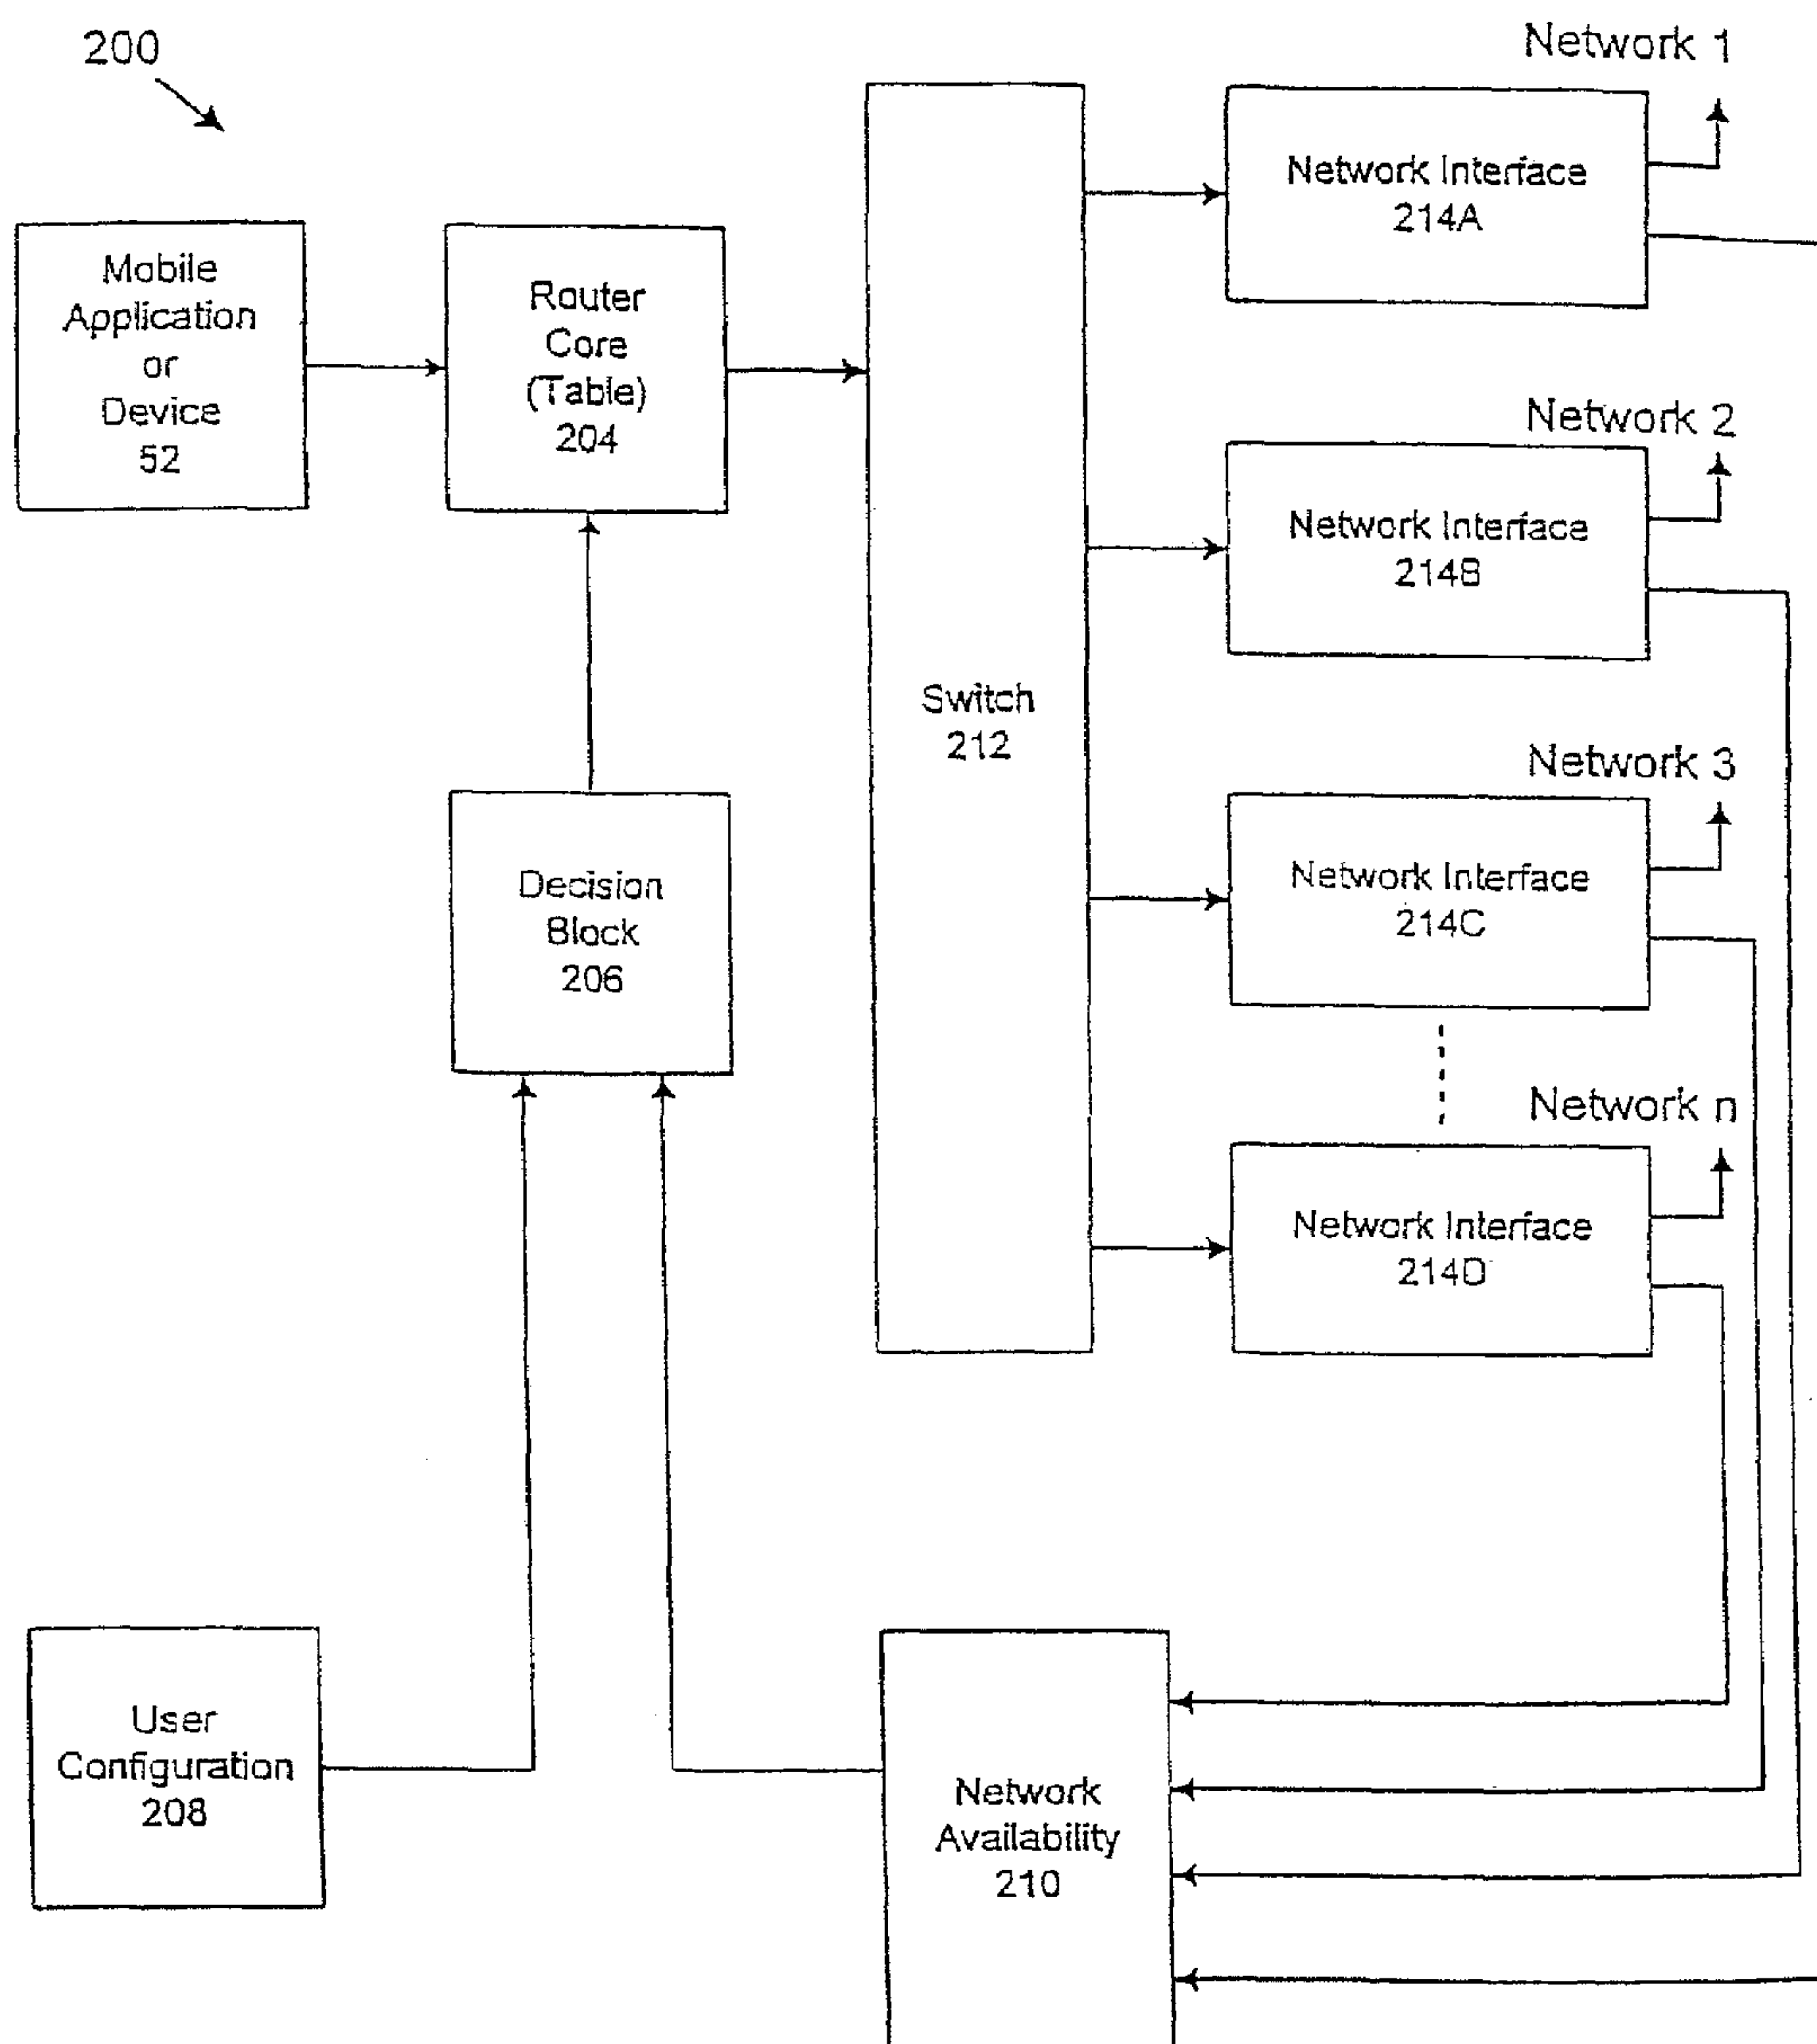 200
Network 1
Network Interface
214A
Mobile
Application
or
Device
52
Router
Core
(Table)
204
Network 2
Network Interface
214B
Switch
212
Network 3
Network Interface
214C
Decision
Block
206
Network n
Network Interface
214D
User
Configuration
208
Network
Availability
210